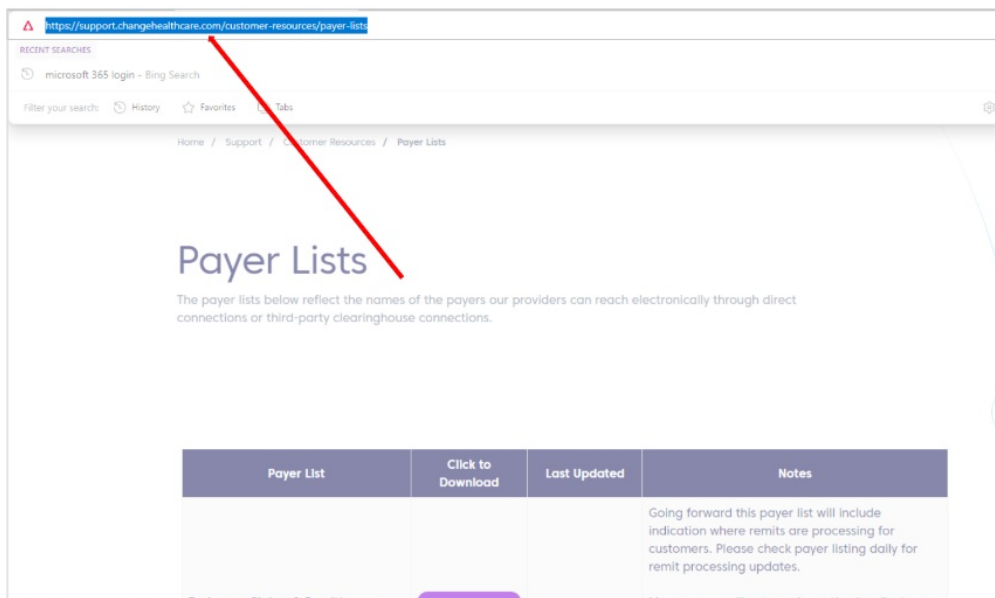 https://support.changehealthcare.com/customer-resources/payer-lists
RECENT SEARCHES
microsoft 365 login - Bing Search
Filter your search: History Favorites Tabs
Home / Support / Customer Resources / Payer Lists
Payer Lists
The payer lists below reflect the names of the payers our providers can reach electronically through direct
connections or third-party clearinghouse connections.
Payer List
Click to
Download
Last Updated
Notes
Going forward this payer list will include
indication where remits are processing for
customers. Please check payer listing daily for
remit processing updates.